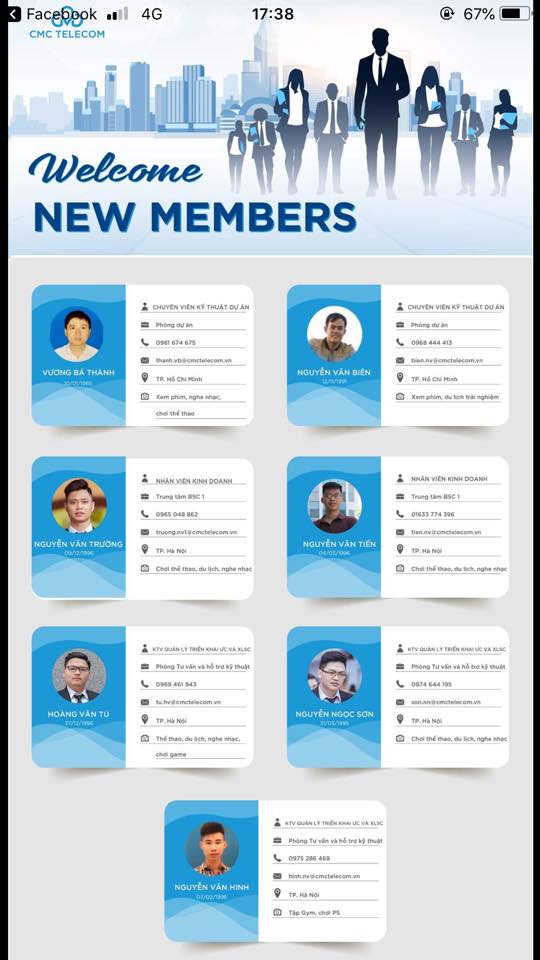 Facebook 4G 17:38 67%
CMC TELECOM
Welcome
NEW MEMBERS
VƯƠNG BÁ THÀNH
CHUYÊN VIÊN KỸ THUẬT DỰ ÁN
Phòng dự án
0961 674 675
thanh.vb@cmctelecom.vn
TP. Hồ Chí Minh
Xem phim, nghe nhạc,
chơi thể thao
NGUYỄN VĂN BIÊN
12/11/1991
CHUYÊN VIÊN KỸ THUẬT DỰ ÁN
Phòng dự án
0968 444 413
bien.nv@cmctelecom.vn
TP. Hồ Chí Minh
Xem phim, du lịch trải nghiệm
NGUYỄN VĂN TRƯỜNG
09/12/1996
NHÂN VIÊN KINH DOANH
Trung tâm BSC 1
0965 048 862
truong.nv1@cmctelecom.vn
TP. Hà Nội
Chơi thể thao, du lịch, nghe nhạc
NGUYỄN VĂN TIẾN
04/03/1996
NHÂN VIÊN KINH DOANH
Trung tâm BSC 1
01633 774 396
tien.nv@cmctelecom.vn
TP. Hà Nội
Chơi thể thao, du lịch, nghe nhạc
HOÀNG VĂN TÚ
27/12/1996
KTV QUẢN LÝ TRIỂN KHAI ƯC VÀ XLSC
Phòng Tư vấn và hỗ trợ kỹ thuật
0969 461 943
tu.hv@cmctelecom.vn
TP. Hà Nội
Thể thao, du lịch, nghe nhạc,
chơi game
NGUYỄN NGỌC SƠN
31/05/1995
KTV QUẢN LÝ TRIỂN KHAI ƯC VÀ XLSC
Phòng Tư vấn và hỗ trợ kỹ thuật
0974 644 195
son.nn@cmctelecom.vn
TP. Hà Nội
Chơi thể thao, du lịch, nghe nhạc
NGUYỄN VĂN HINH
07/02/1996
KTV QUẢN LÝ TRIỂN KHAI ƯC VÀ XLSC
Phòng Tư vấn và hỗ trợ kỹ thuật
0975 286 469
hinh.nv@cmctelecom.vn
TP. Hà Nội
Tập Gym, chơi PS